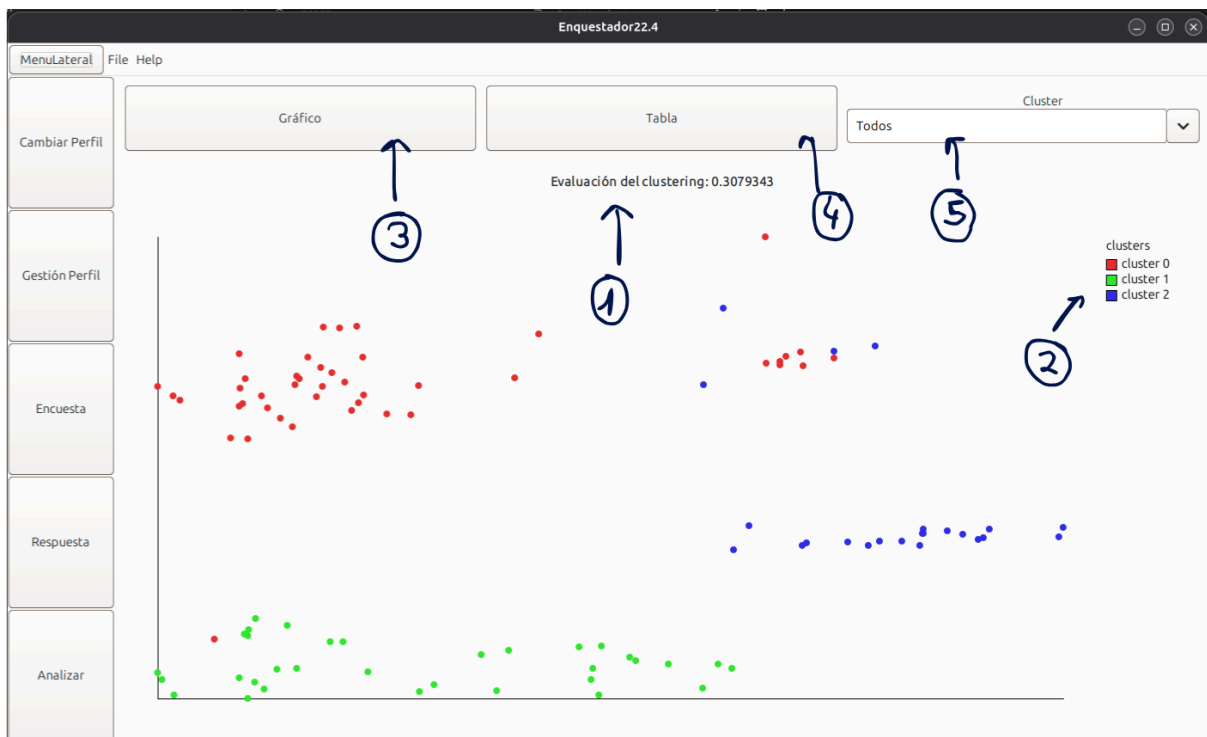 Enquestador22.4
MenuLateral File Help
Cambiar Perfil
Gráfico
Tabla
Cluster
Todos
Evaluación del clustering: 0.3079343
3
1
4
5
2
clusters
cluster 0
cluster 1
cluster 2
Gestión Perfil
Encuesta
Respuesta
Analizar